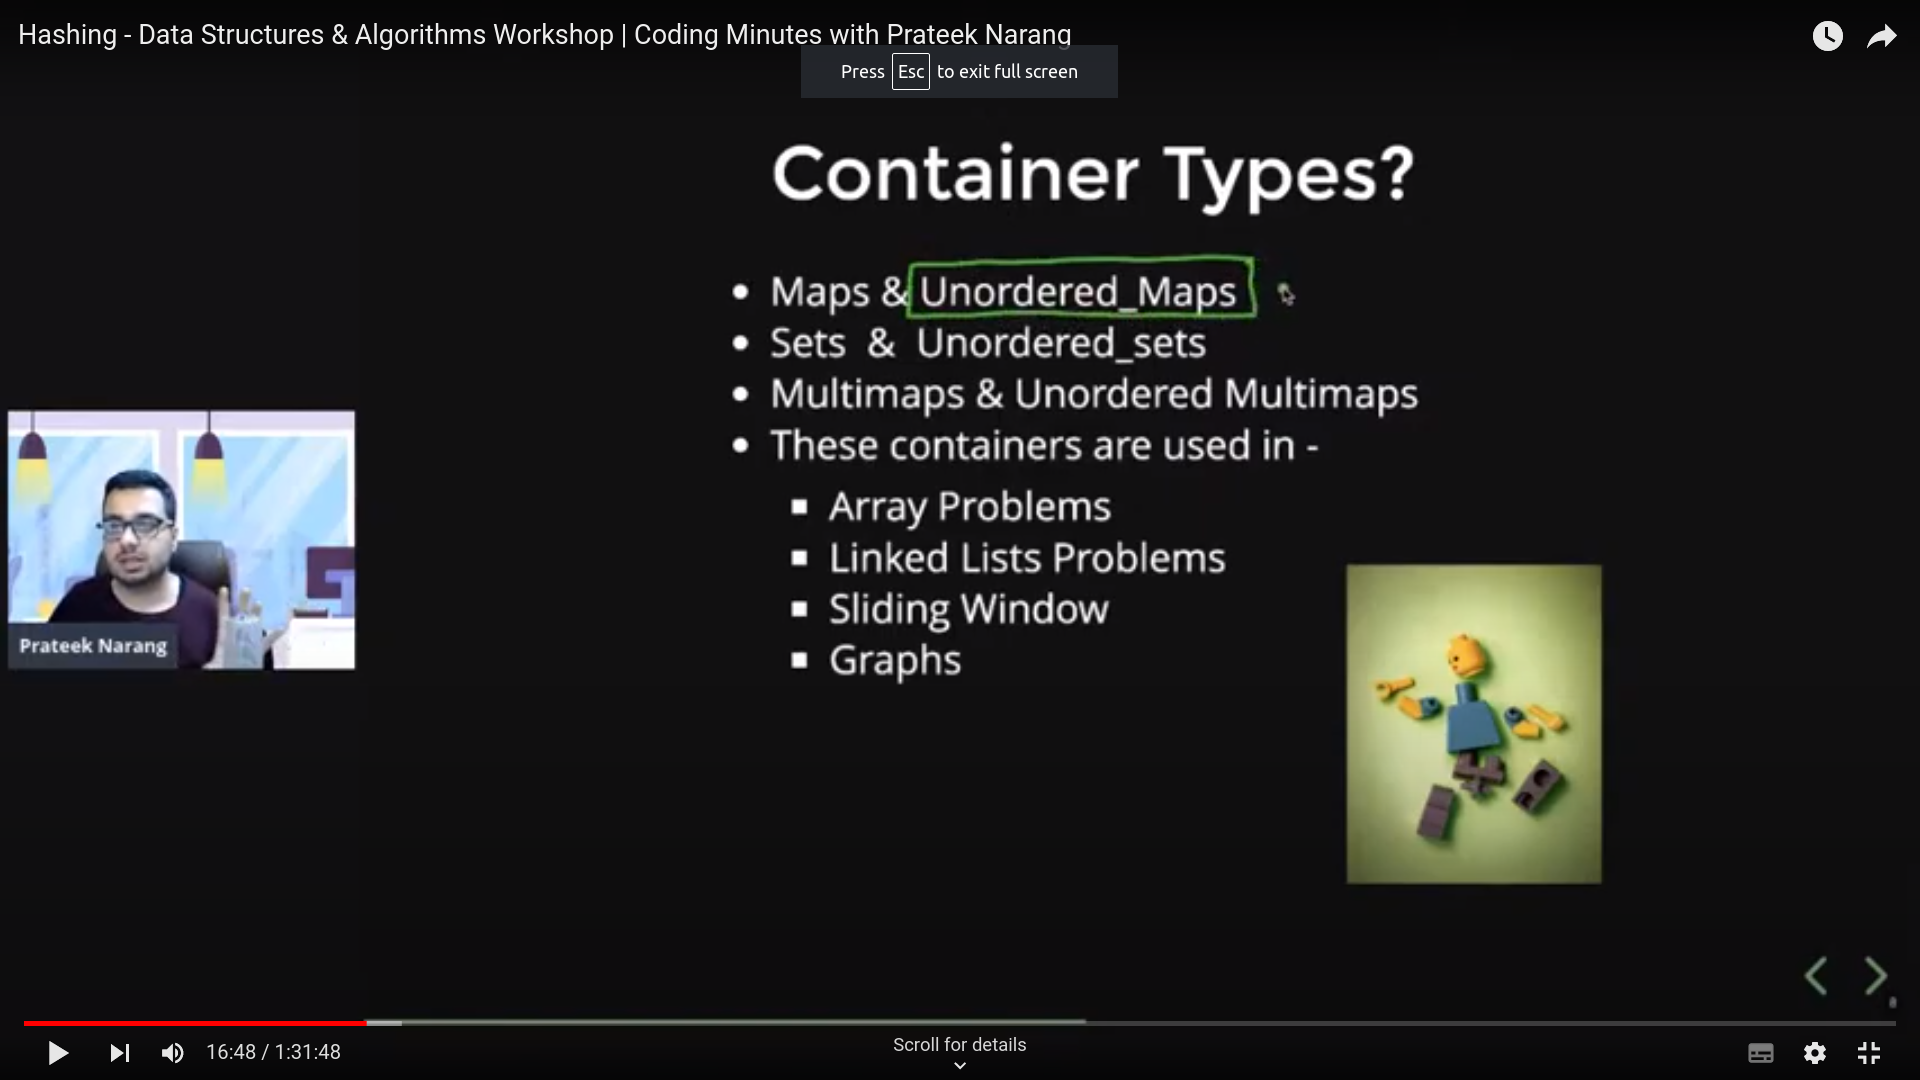 Hashing - Data Structures & Algorithms Workshop | Coding Minutes with Prateek Narang
Press Esc to exit full screen
Container Types?
• Maps & Unordered_Maps
• Sets & Unordered_sets
• Multimaps & Unordered Multimaps
• These containers are used in -
▪ Array Problems
▪ Linked Lists Problems
▪ Sliding Window
▪ Graphs
Prateek Narang
16:48 / 1:31:48
Scroll for details